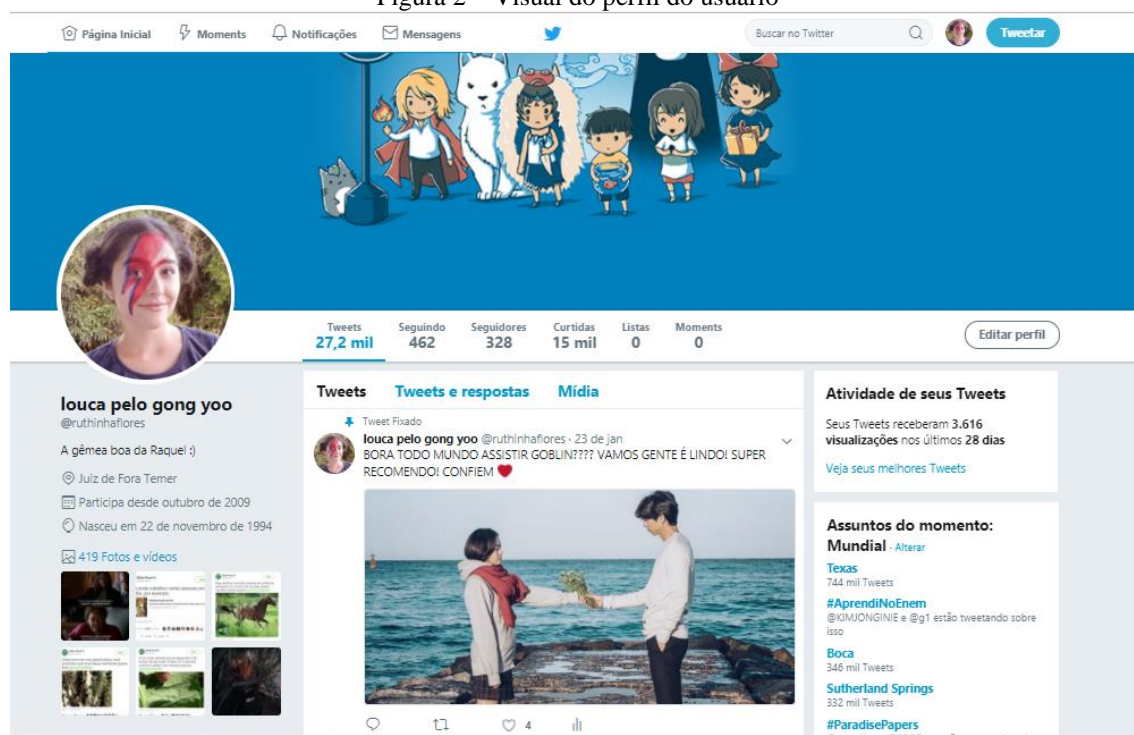 Figura 2 – Visual do perfil do usuário
Página Inicial
Moments
Notificações
Mensagens
Buscar no Twitter
Tweetar
Tweets
27,2 mil
Seguindo
462
Seguidores
328
Curtidas
15 mil
Listas
0
Moments
0
Editar perfil
louca pelo gong yoo
@ruthinhaflores
A gêmea boa da Raquel :)
Juiz de Fora Temer
Participa desde outubro de 2009
Nasceu em 22 de novembro de 1994
419 Fotos e vídeos
Tweets Tweets e respostas Mídia
Tweet Fixado
louca pelo gong yoo @ruthinhaflores · 23 de jan
BORA TODO MUNDO ASSISTIR GOBLIN???? VAMOS GENTE É LINDO! SUPER
RECOMENDO! CONFIEM ❤
4
Atividade de seus Tweets
Seus Tweets receberam 3.616
visualizações nos últimos 28 dias
Veja seus melhores Tweets
Assuntos do momento:
Mundial · Alterar
Texas
744 mil Tweets
#AprendiNoEnem
@KIMJONGINIE e @g1 estão tweetando sobre
isso
Boca
346 mil Tweets
Sutherland Springs
332 mil Tweets
#ParadisePapers